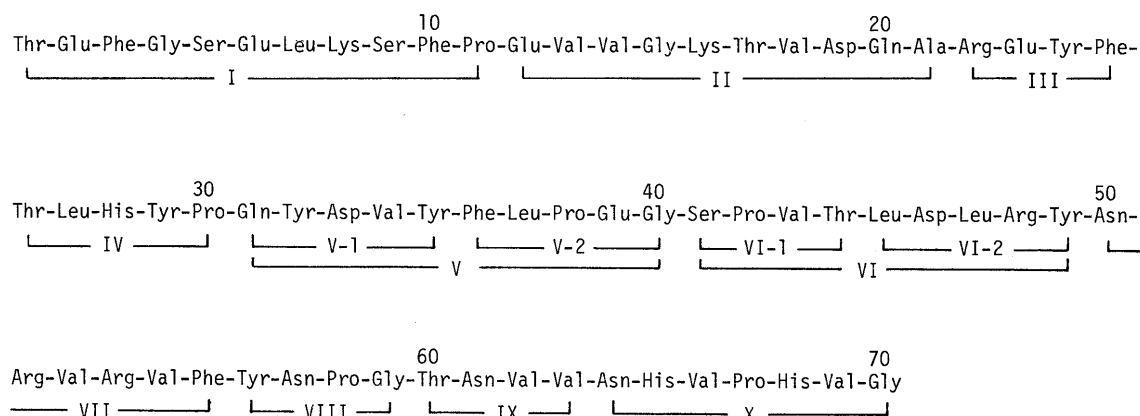 10 20
Thr-Glu-Phe-Gly-Ser-Glu-Leu-Lys-Ser-Phe-Pro-Glu-Val-Val-Gly-Lys-Thr-Val-Asp-Gln-Ala-Arg-Glu-Tyr-Phe-
I II III
30 40 50
Thr-Leu-His-Tyr-Pro-Gln-Tyr-Asp-Val-Tyr-Phe-Leu-Pro-Glu-Gly-Ser-Pro-Val-Thr-Leu-Asp-Leu-Arg-Tyr-Asn-
IV V-1 V-2 VI-1 VI-2
V VI
60 70
Arg-Val-Arg-Val-Phe-Tyr-Asn-Pro-Gly-Thr-Asn-Val-Val-Asn-His-Val-Pro-His-Val-Gly
VII VIII IX X